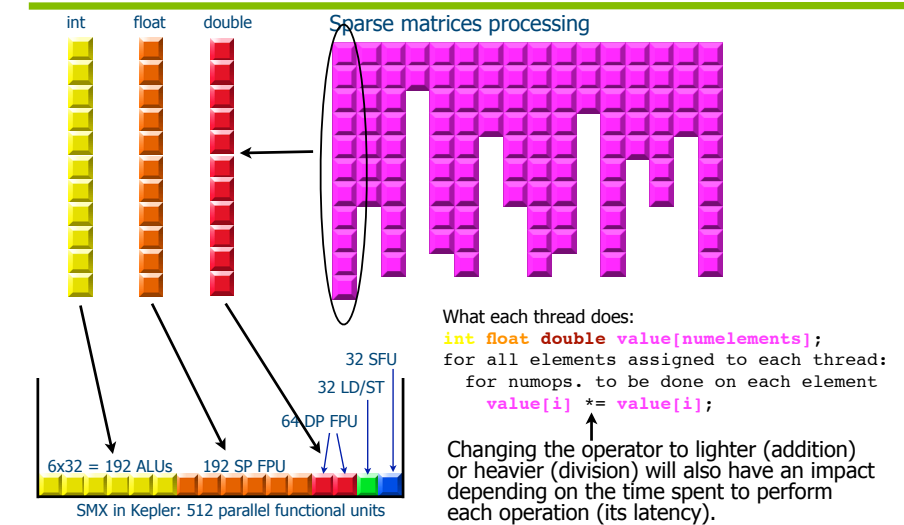 int float double Sparse matrices processing
What each thread does:
int float double value[numelements];
for all elements assigned to each thread:
for numops. to be done on each element
value[i] *= value[i];
32 SFU
32 LD/ST
64 DP FPU
6x32 = 192 ALUs 192 SP FPU
SMX in Kepler: 512 parallel functional units
Changing the operator to lighter (addition)
or heavier (division) will also have an impact
depending on the time spent to perform
each operation (its latency).